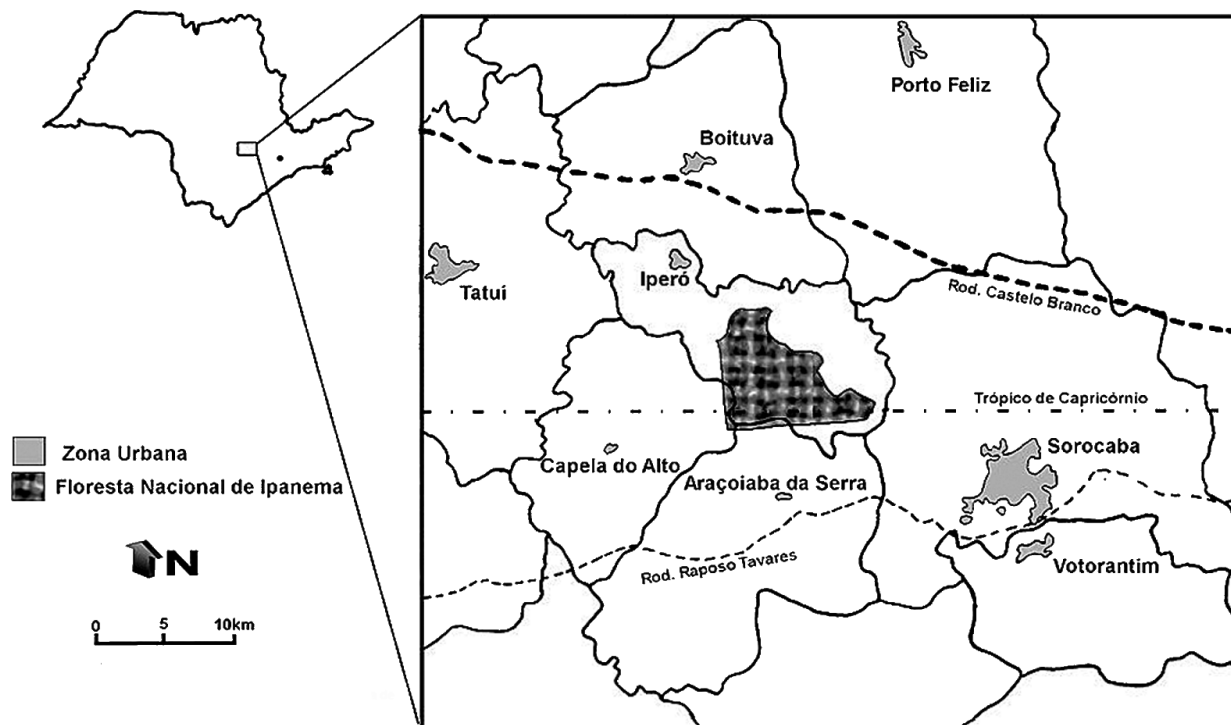 Porto Feliz
Boituva
Iperó
Tatuí
Rod. Castelo Branco
Trópico de Capricórnio
Sorocaba
Capela do Alto
Araçoiaba da Serra
Votorantim
Rod. Raposo Tavares
Zona Urbana
Floresta Nacional de Ipanema
N
0 5 10km